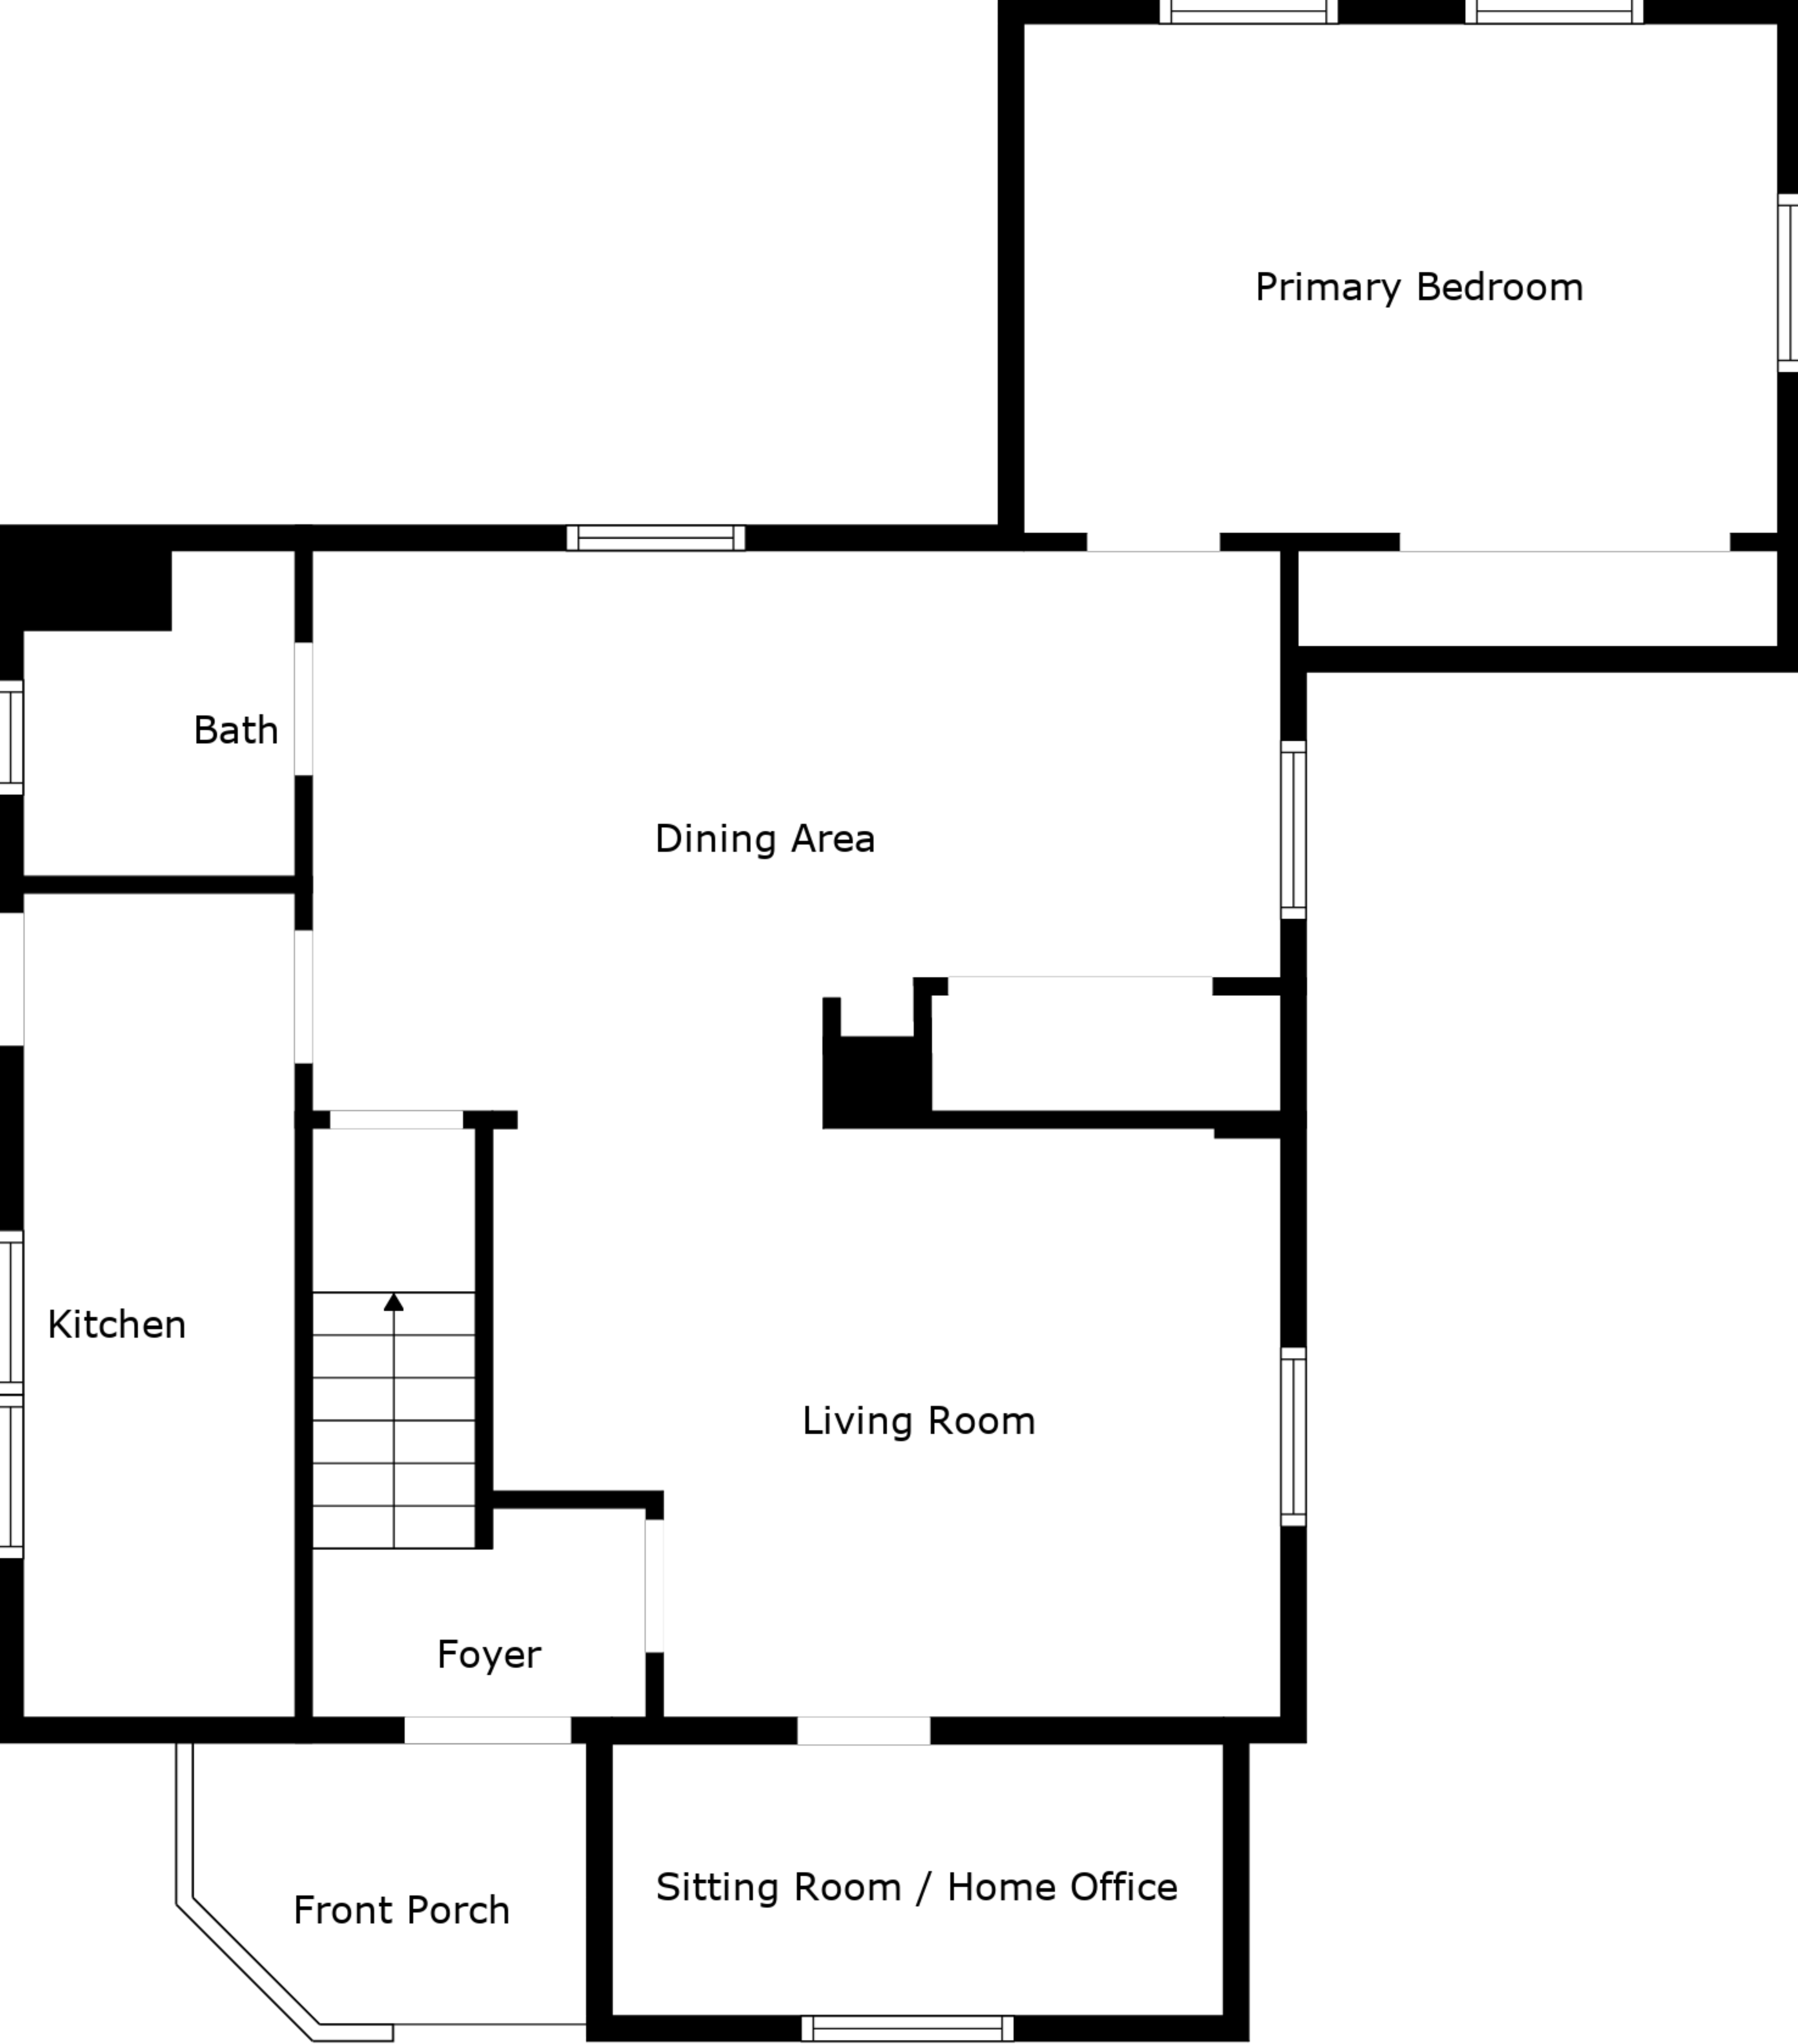 Primary Bedroom
Bath
Dining Area
Kitchen
Living Room
Foyer
Sitting Room / Home Office
Front Porch